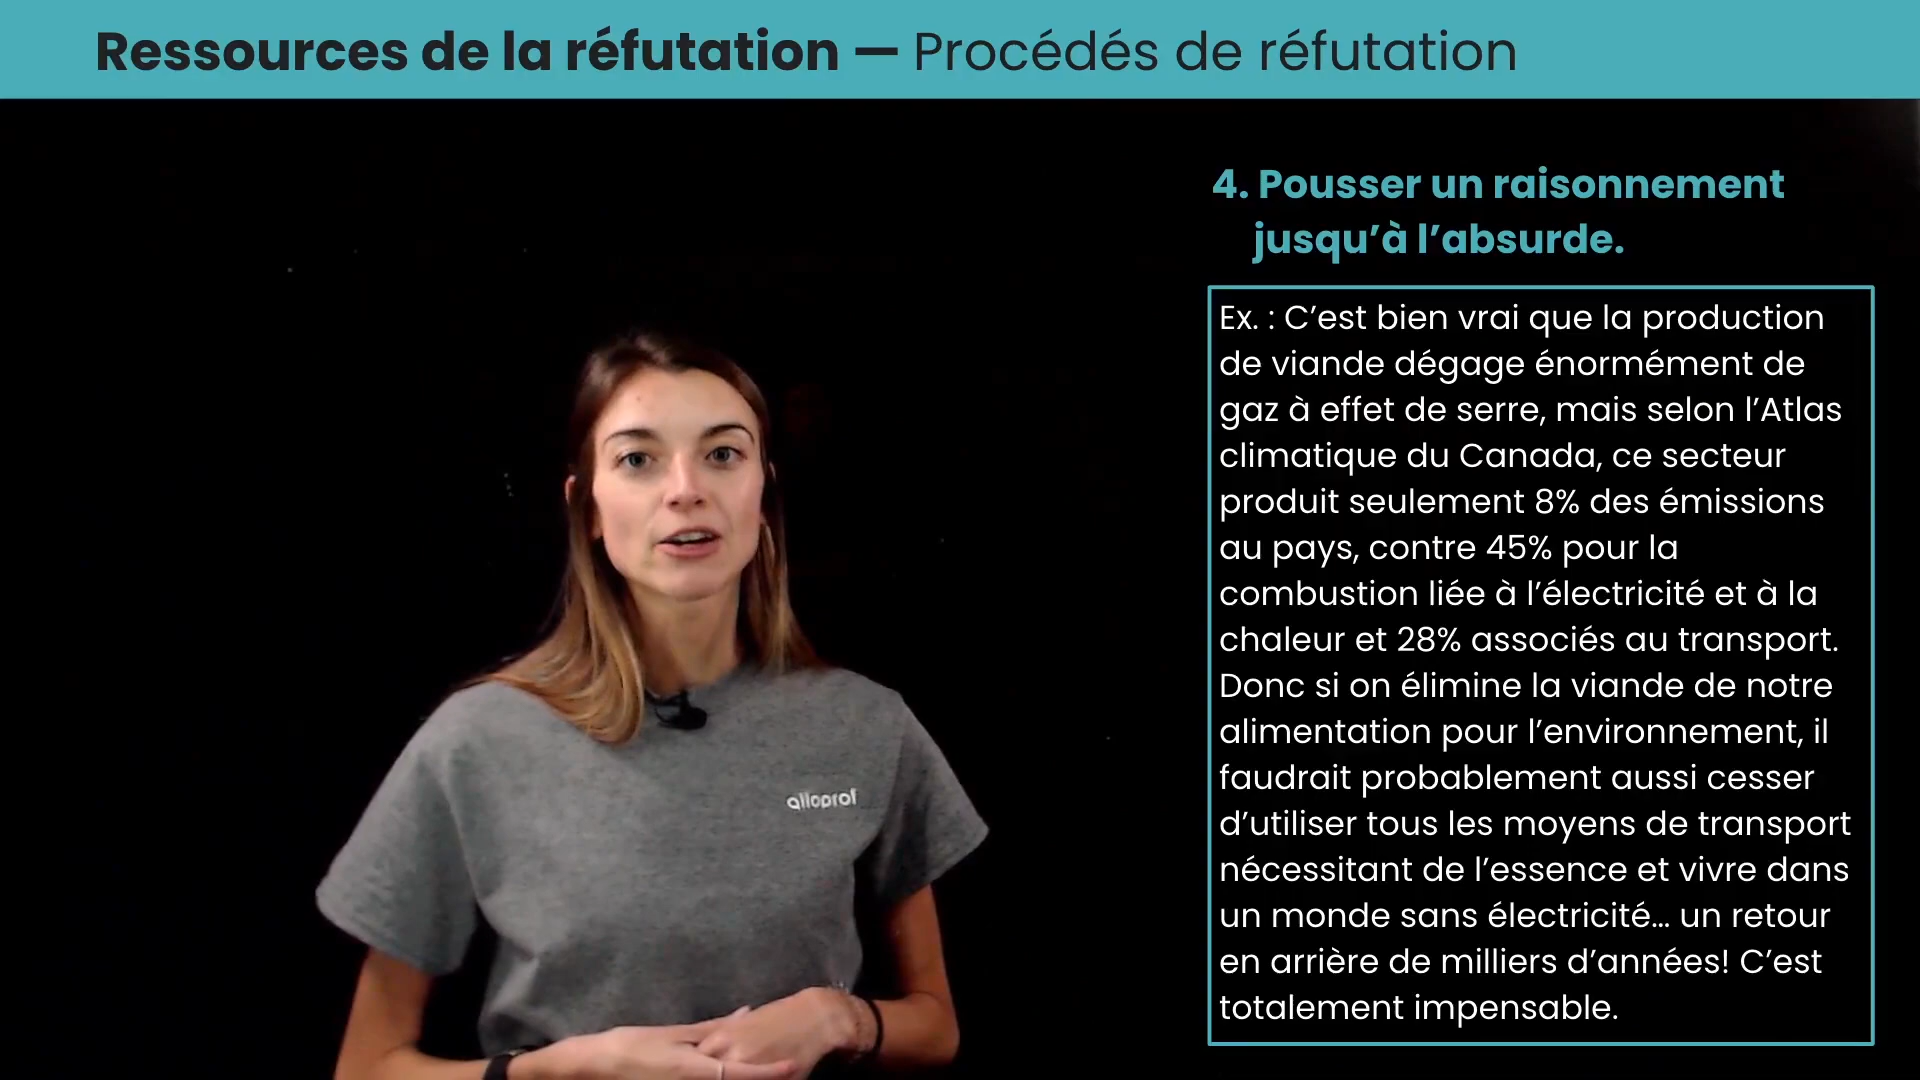 Ressources de la réfutation — Procédés de réfutation
4. Pousser un raisonnement
jusqu’à l’absurde.
Ex. : C’est bien vrai que la production
de viande dégage énormément de
gaz à effet de serre, mais selon l’Atlas
climatique du Canada, ce secteur
produit seulement 8% des émissions
au pays, contre 45% pour la
combustion liée à l’électricité et à la
chaleur et 28% associés au transport.
Donc si on élimine la viande de notre
alimentation pour l’environnement, il
faudrait probablement aussi cesser
d’utiliser tous les moyens de transport
nécessitant de l’essence et vivre dans
un monde sans électricité… un retour
en arrière de milliers d’années! C’est
totalement impensable.
alloprof